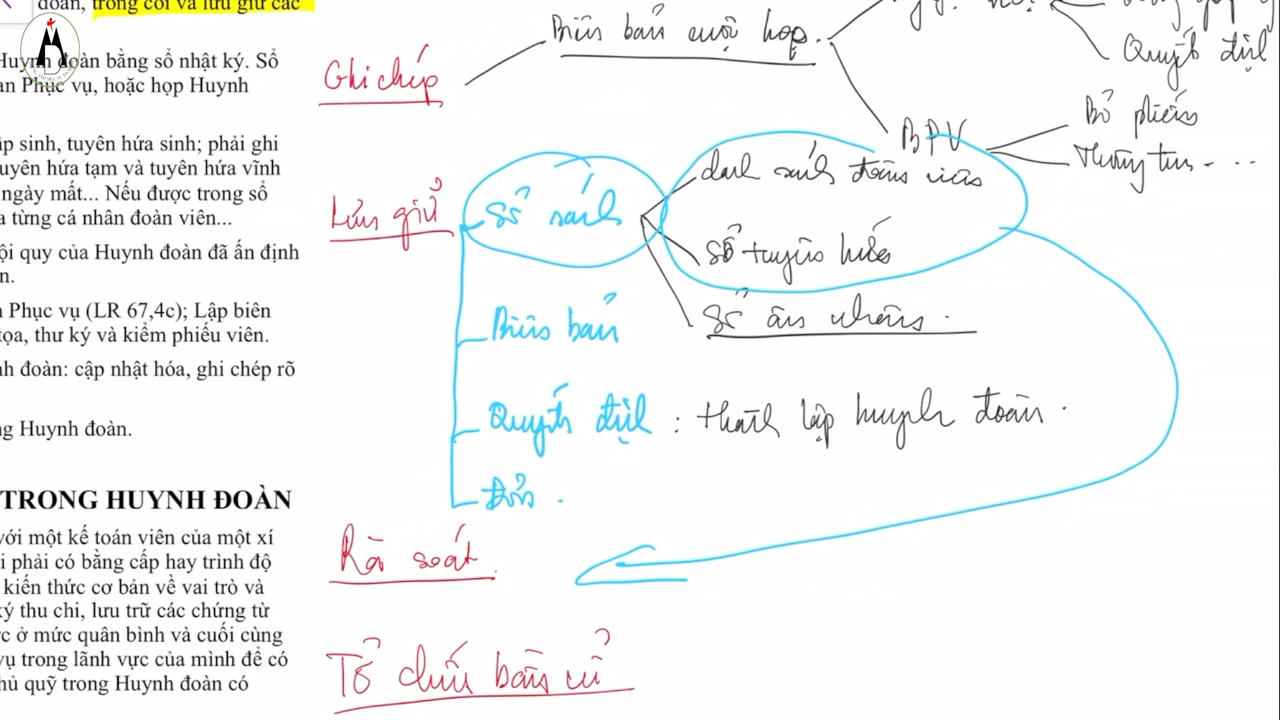 đoàn, trông coi và lưu giữ các
Huynh đoàn bằng sổ nhật ký. Sổ
an Phục vụ, hoặc họp Huynh
ập sinh, tuyên hứa sinh; phải ghi
uyên hứa tạm và tuyên hứa vĩnh
ngày mất... Nếu được trong sổ
a từng cá nhân đoàn viên...
ội quy của Huynh đoàn đã ấn định
n.
n Phục vụ (LR 67,4c); Lập biên
tọa, thư ký và kiểm phiếu viên.
nh đoàn: cập nhật hóa, ghi chép rõ
ng Huynh đoàn.
TRONG HUYNH ĐOÀN
với một kế toán viên của một xí
i phải có bằng cấp hay trình độ
kiến thức cơ bản về vai trò và
ký thu chi, lưu trữ các chứng từ
rc ở mức quân bình và cuối cùng
vụ trong lãnh vực của mình để có
hủ quỹ trong Huynh đoàn có
Ghi chép
Biên bản cuộc họp.
Quyết định
BPV
Bỏ phiếu
Thường trực. ...
Lưu giữ
Sổ sách
danh sách đoàn viên
Sổ tuyên hứa
Sổ ân nhân.
Biên bản
Quyết định : thành lập huynh đoàn.
Đơn.
Rà soát.
Tổ chức bầu cử